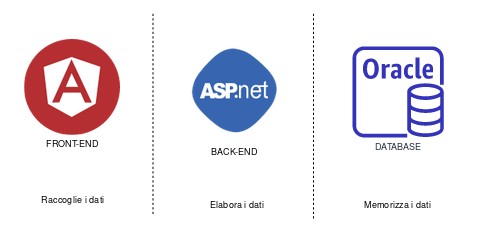 A
FRONT-END
Raccoglie i dati
ASP.net
BACK-END
Elabora i dati
Oracle
DATABASE
Memorizza i dati